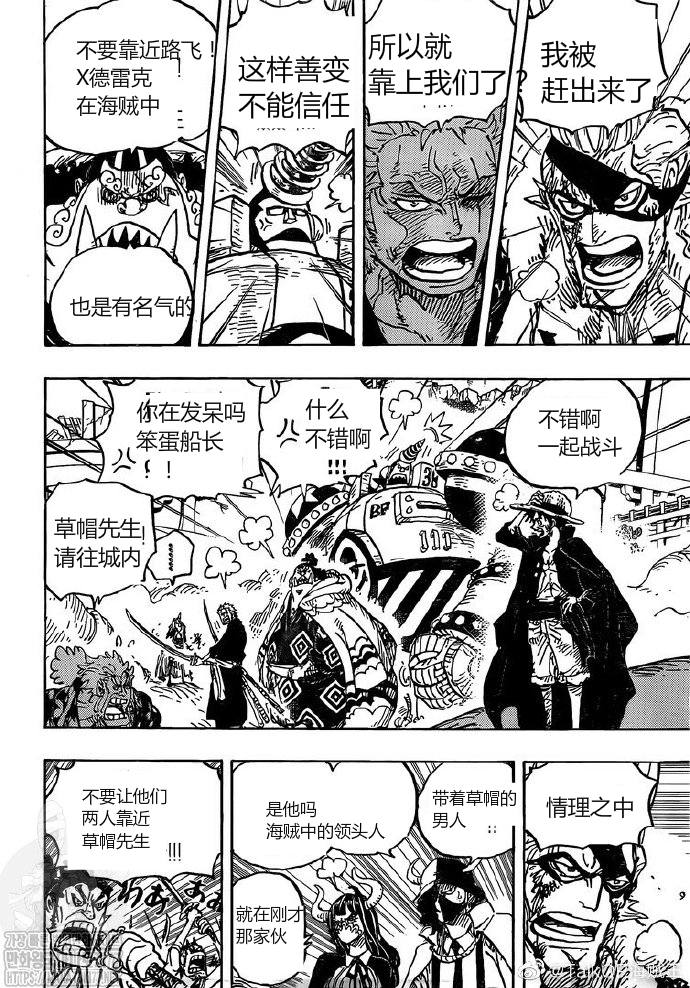 我被
赶出来了
所以就
靠上我们了？
这样善变
不能信任
不要靠近路飞！
X德雷克
在海贼中
也是有名气的
不错啊
一起战斗
什么
不错啊
!!!
你在发呆吗
笨蛋船长
!!
草帽先生!
请往城内
情理之中
带着草帽的
男人
是他吗
海贼中的领头人
就在刚才
那家伙
不要让他们
两人靠近
草帽先生
!!!